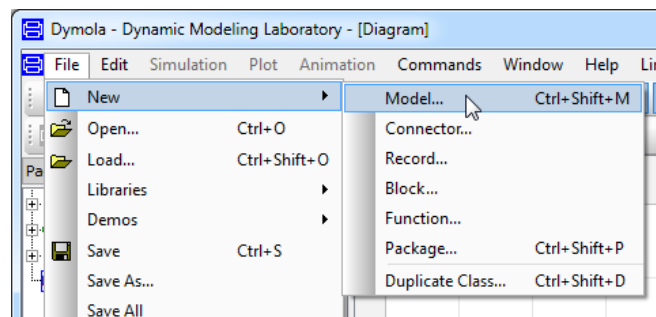 Dymola - Dynamic Modeling Laboratory - [Diagram]
File Edit Simulation Plot Animation Commands Window Help
New Model... Ctrl+Shift+M
Open... Ctrl+O Connector...
Load... Ctrl+Shift+O Record...
Libraries Block...
Demos Function...
Save Ctrl+S Package... Ctrl+Shift+P
Save As... Duplicate Class... Ctrl+Shift+D
Save All